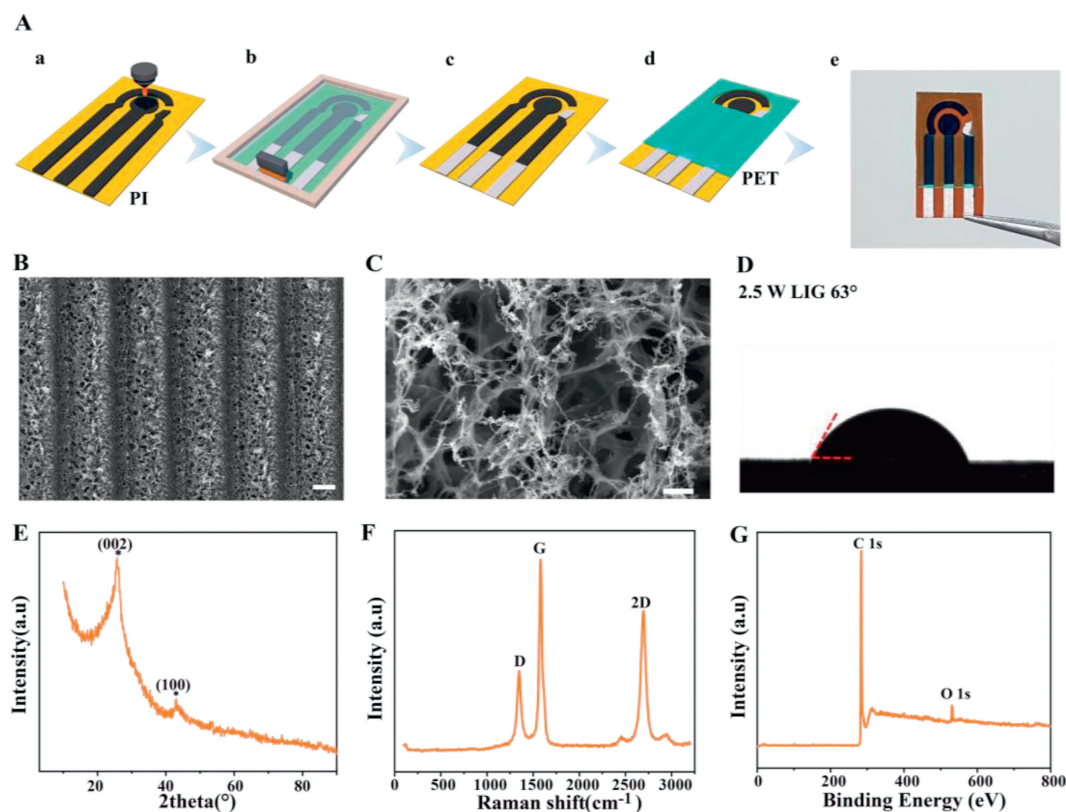 A
a
b
c
d
e
PI
PET
B
C
D
2.5 W LIG 63°
E
(002)
*
(100)
*
Intensity(a.u)
20
40
60
80
2theta(°)
F
G
D
2D
Intensity (a.u)
0
500
1000
1500
2000
2500
3000
Raman shift(cm⁻¹)
G
C 1s
O 1s
Intensity (a.u)
0
200
400
600
800
Binding Energy (eV)